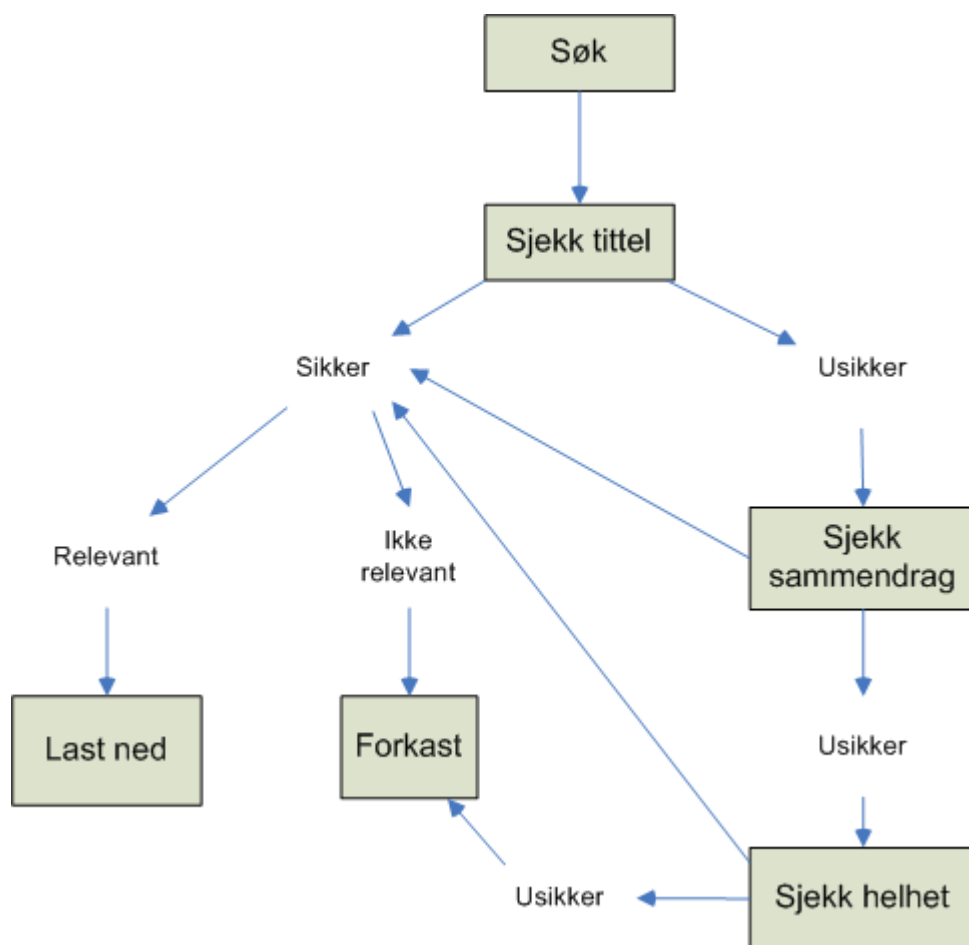 Søk
Sjekk tittel
Sikker
Usikker
Relevant
Ikke
relevant
Sjekk
sammendrag
Last ned
Forkast
Usikker
Usikker
Sjekk helhet